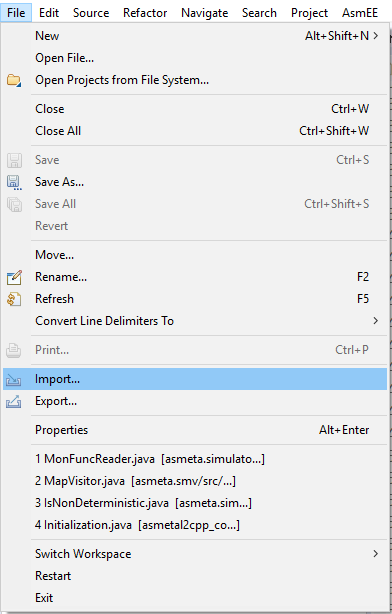 File Edit Source Refactor Navigate Search Project AsmEE
New Alt+Shift+N >
Open File...
Open Projects from File System...
Close Ctrl+W
Close All Ctrl+Shift+W
Save Ctrl+S
Save As...
Save All Ctrl+Shift+S
Revert
Move...
Rename... F2
Refresh F5
Convert Line Delimiters To >
Print... Ctrl+P
Import...
Export...
Properties Alt+Enter
1 MonFuncReader.java [asmeta.simulato...]
2 MapVisitor.java [asmeta.smv/src/...]
3 IsNonDeterministic.java [asmeta.sim...]
4 Initialization.java [asmetal2cpp_co...]
Switch Workspace >
Restart
Exit